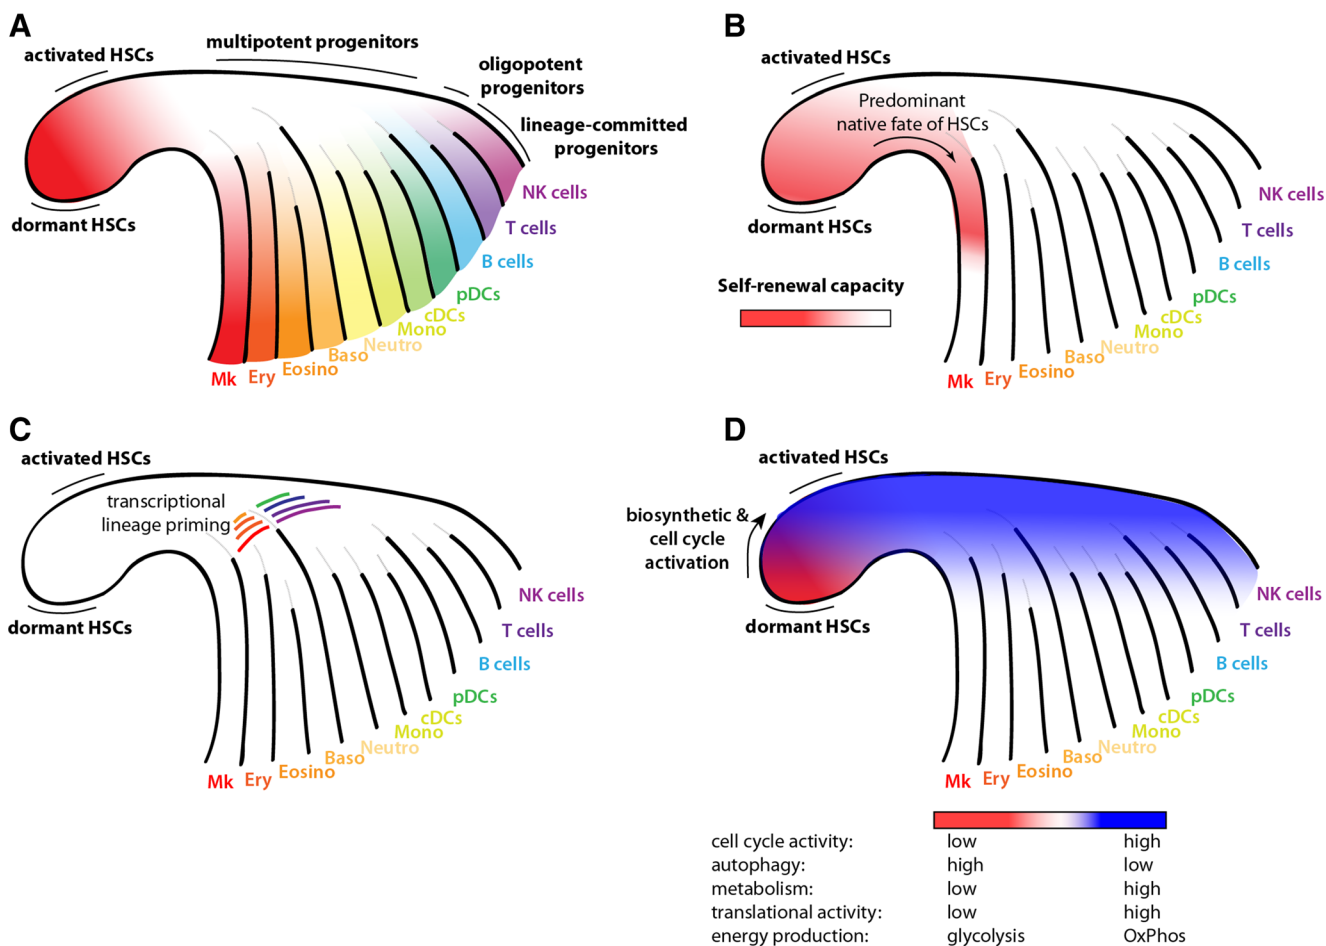 A
activated HSCs
multipotent progenitors
oligopotent
progenitors
lineage-committed
progenitors
dormant HSCs
NK cells
T cells
B cells
pDCs
cDCs
Mono
Neutro
Baso
Eosino
Ery
Mk
B
activated HSCs
Predominant
native fate of HSCs
dormant HSCs
Self-renewal capacity
NK cells
T cells
B cells
pDCs
cDCs
Mono
Neutro
Baso
Eosino
Ery
Mk
C
activated HSCs
transcriptional
lineage priming
dormant HSCs
NK cells
T cells
B cells
pDCs
cDCs
Mono
Neutro
Baso
Eosino
Ery
Mk
D
activated HSCs
biosynthetic &
cell cycle
activation
dormant HSCs
NK cells
T cells
B cells
pDCs
cDCs
Mono
Neutro
Baso
Eosino
Ery
Mk
cell cycle activity: low high
autophagy: high low
metabolism: low high
translational activity: low high
energy production: glycolysis OxPhos